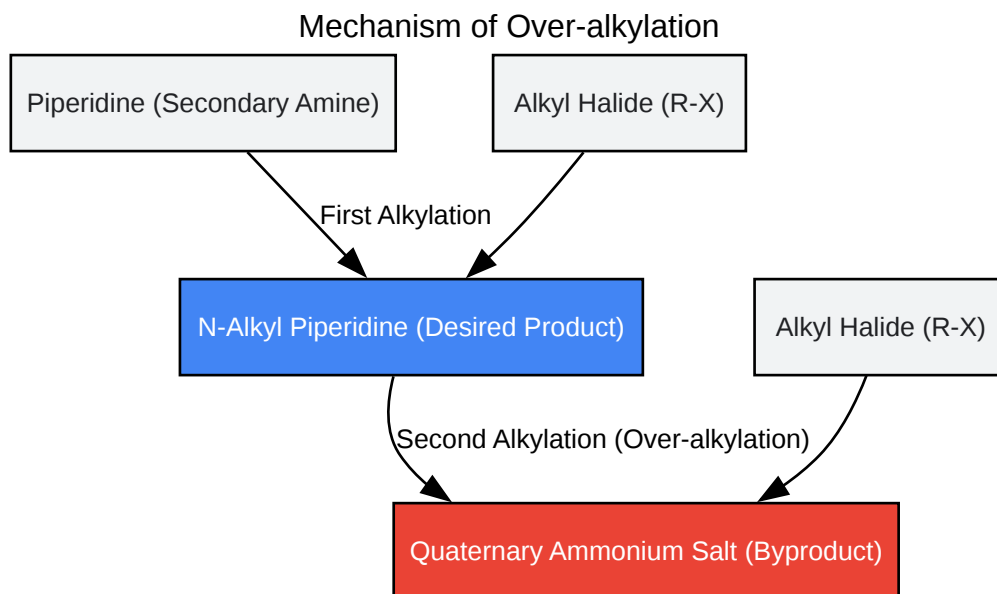 Mechanism of Over-alkylation
Piperidine (Secondary Amine)
Alkyl Halide (R-X)
First Alkylation
N-Alkyl Piperidine (Desired Product)
Alkyl Halide (R-X)
Second Alkylation (Over-alkylation)
Quaternary Ammonium Salt (Byproduct)